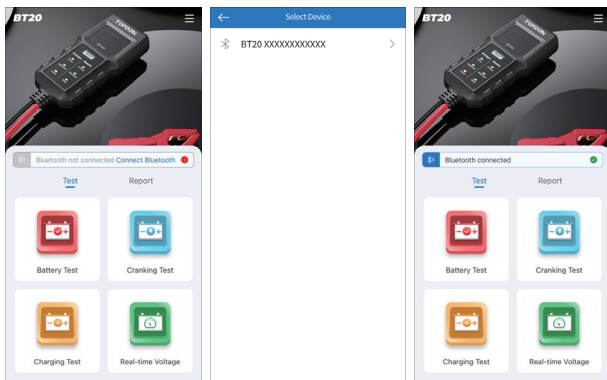 BT20
TOPDON
Bluetooth not connected Connect Bluetooth
Test Report
Battery Test Cranking Test
Charging Test Real-time Voltage
Select Device
BT20 XXXXXXXXXXXX
BT20
TOPDON
Bluetooth connected
Test Report
Battery Test Cranking Test
Charging Test Real-time Voltage